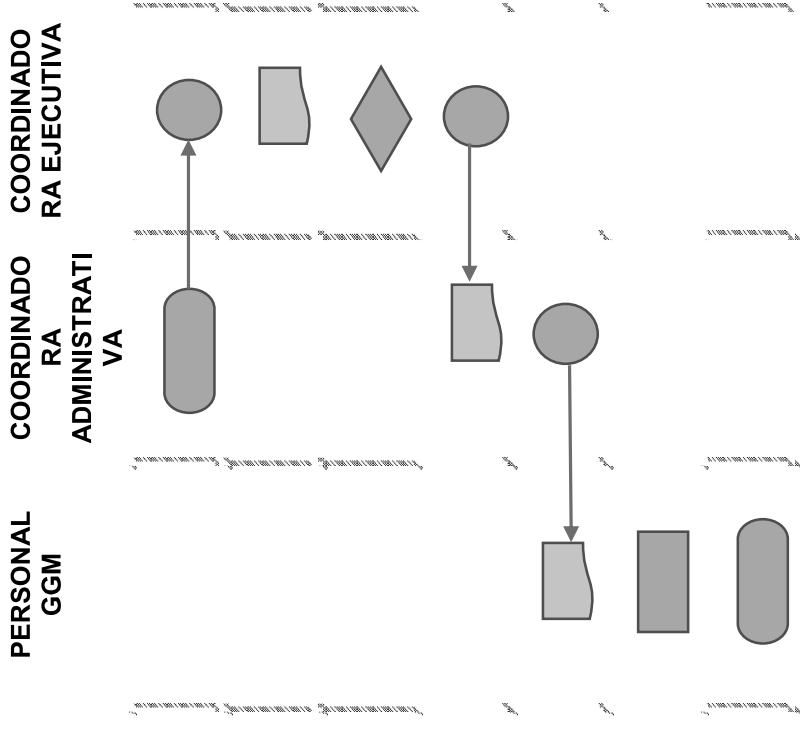 COORDINADO
RA EJECUTIVA
COORDINADO
RA
ADMINISTRATI
VA
PERSONAL
GGM